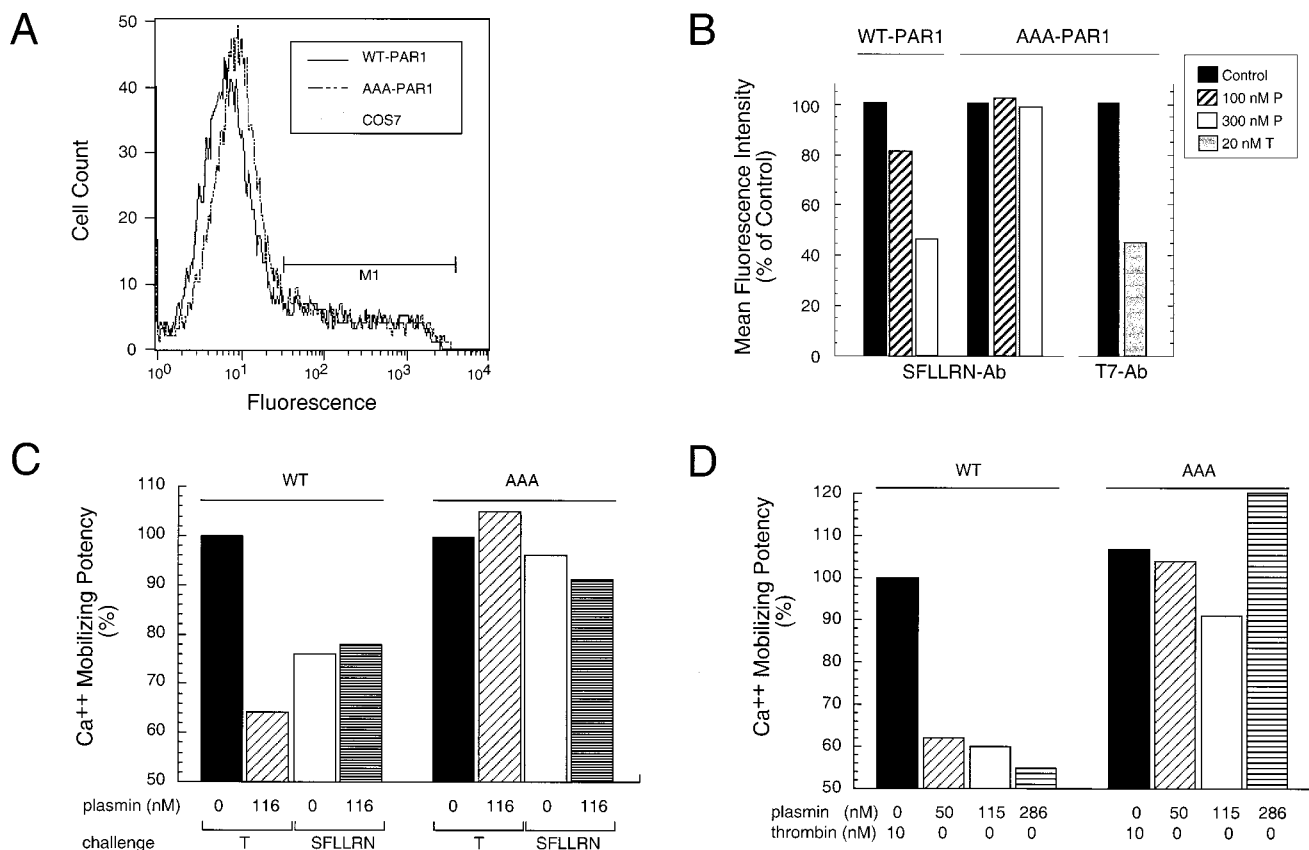 A
50
40
30
20
10
0
Cell Count
WT-PAR1
AAA-PAR1
COS7
M1
10^0 10^1 10^2 10^3 10^4
Fluorescence
B
WT-PAR1 AAA-PAR1
Control
100 nM P
300 nM P
20 nM T
100
80
60
40
20
0
Mean Fluorescence Intensity
(% of Control)
SFLLRN-Ab T7-Ab
C
WT AAA
110
100
90
80
70
60
50
Ca++ Mobilizing Potency
(%)
plasmin (nM) 0 116 0 116 0 116 0 116
challenge T SFLLRN T SFLLRN
D
WT AAA
120
100
90
80
70
60
50
Ca++ Mobilizing Potency
(%)
plasmin (nM) 0 50 115 286 0 50 115 286
thrombin (nM) 10 0 0 0 10 0 0 0